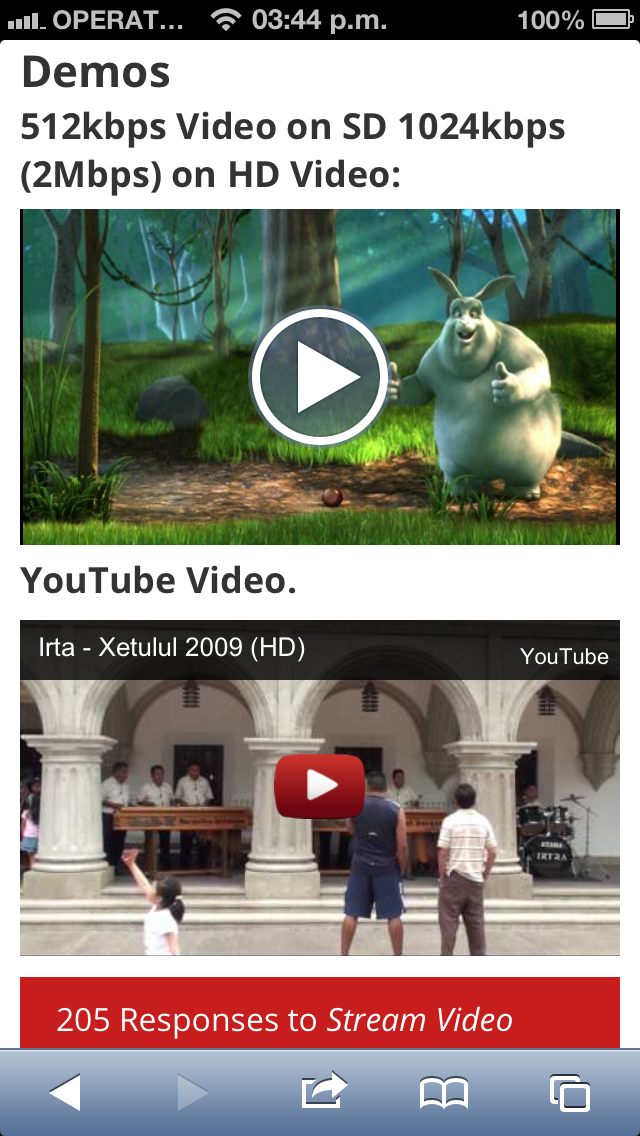 OPERAT... 03:44 p.m. 100%
Demos
512kbps Video on SD 1024kbps
(2Mbps) on HD Video:
YouTube Video.
Irta - Xetulul 2009 (HD)
YouTube
IRTRA
205 Responses to Stream Video